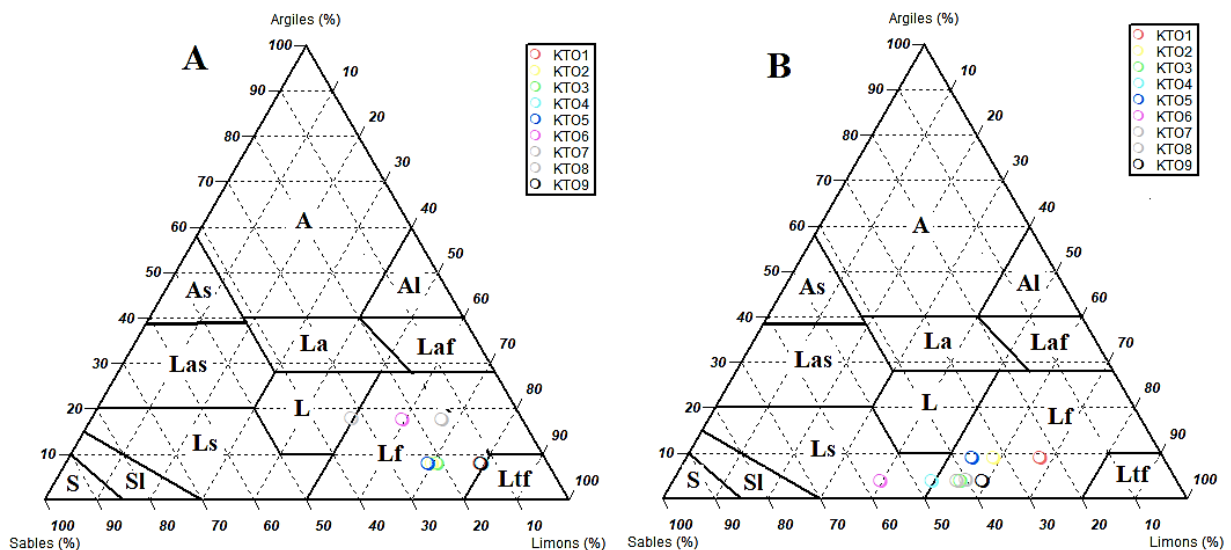 Argiles (%)
A
100
10
90
20
80
30
70
40
A
60
50
50
As
Al
60
40
La
Laf
70
30
Las
80
20
L
Ls
Lf
90
10
S
Sl
Ltf
100
100
90
80
70
60
50
40
30
20
10
Sables (%)
Limons (%)
KTO1
KTO2
KTO3
KTO4
KTO5
KTO6
KTO7
KTO8
KTO9
Argiles (%)
B
100
10
90
20
80
30
70
40
A
60
50
50
As
Al
60
40
La
Laf
70
30
Las
80
20
L
Ls
Lf
90
10
S
Sl
Ltf
100
100
90
80
70
60
50
40
30
20
10
Sables (%)
Limons (%)
KTO1
KTO2
KTO3
KTO4
KTO5
KTO6
KTO7
KTO8
KTO9